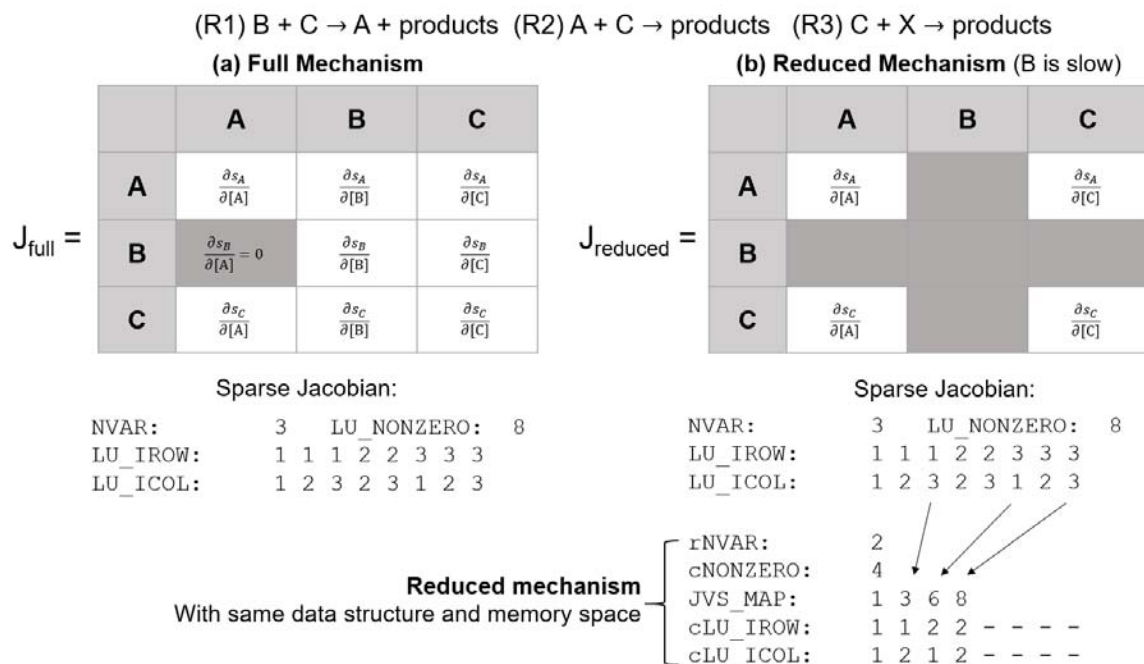 (R1) B + C → A + products (R2) A + C → products (R3) C + X → products
(a) Full Mechanism
A B C
A ∂s_A/∂[A] ∂s_A/∂[B] ∂s_A/∂[C]
J_full = B ∂s_B/∂[A] = 0 ∂s_B/∂[B] ∂s_B/∂[C]
C ∂s_C/∂[A] ∂s_C/∂[B] ∂s_C/∂[C]
Sparse Jacobian:
NVAR: 3 LU_NONZERO: 8
LU_IROW: 1 1 1 2 2 3 3 3
LU_ICOL: 1 2 3 2 3 1 2 3
(b) Reduced Mechanism (B is slow)
A B C
A ∂s_A/∂[A] ∂s_A/∂[C]
J_reduced = B
C ∂s_C/∂[A] ∂s_C/∂[C]
Sparse Jacobian:
NVAR: 3 LU_NONZERO: 8
LU_IROW: 1 1 1 2 2 3 3 3
LU_ICOL: 1 2 3 2 3 1 2 3
Reduced mechanism
With same data structure and memory space
rNVAR: 2
cNONZERO: 4
JVS_MAP: 1 3 6 8
cLU_IROW: 1 1 2 2 - - - -
cLU_ICOL: 1 2 1 2 - - - -